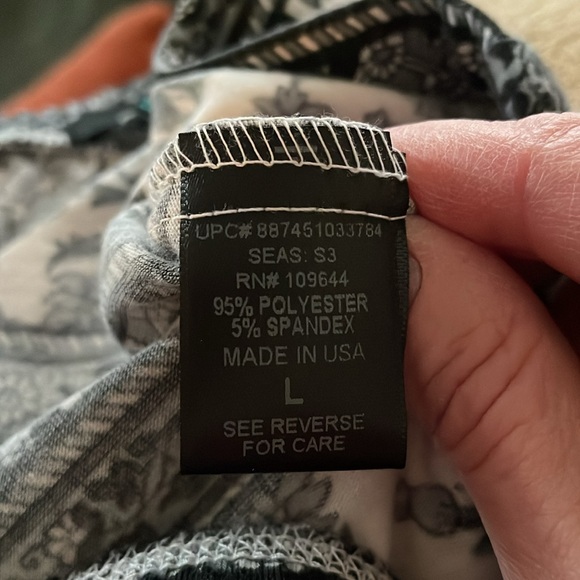 UPC# 887451033784
SEAS: S3
RN# 109644
95% POLYESTER
5% SPANDEX
MADE IN USA
L
SEE REVERSE
FOR CARE